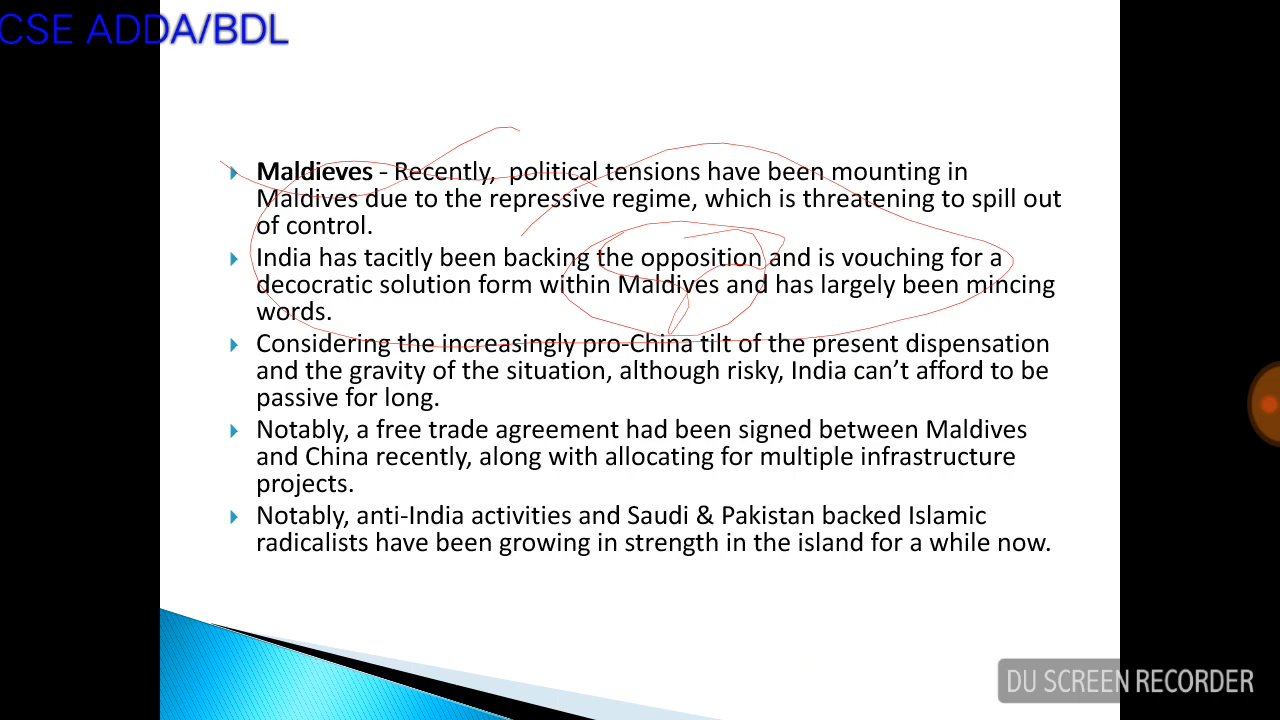 CSE ADDA/BDL
Maldieves - Recently, political tensions have been mounting in
Maldives due to the repressive regime, which is threatening to spill out
of control.
India has tacitly been backing the opposition and is vouching for a
decocratic solution form within Maldives and has largely been mincing
words.
Considering the increasingly pro-China tilt of the present dispensation
and the gravity of the situation, although risky, India can’t afford to be
passive for long.
Notably, a free trade agreement had been signed between Maldives
and China recently, along with allocating for multiple infrastructure
projects.
Notably, anti-India activities and Saudi & Pakistan backed Islamic
radicalists have been growing in strength in the island for a while now.
DU SCREEN RECORDER